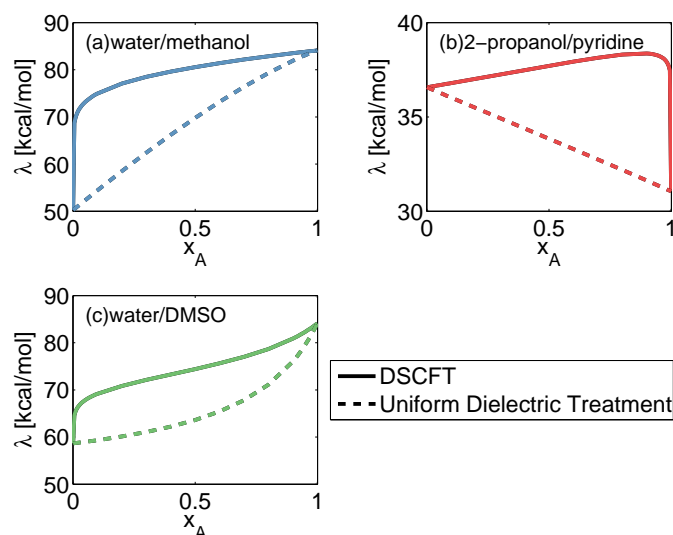 (a)water/methanol
λ [kcal/mol]
90
80
70
60
50
0
0.5
1
x_A
(b)2−propanol/pyridine
λ [kcal/mol]
40
35
30
0
0.5
1
x_A
(c)water/DMSO
λ [kcal/mol]
90
80
70
60
50
0
0.5
1
x_A
DSCFT
Uniform Dielectric Treatment